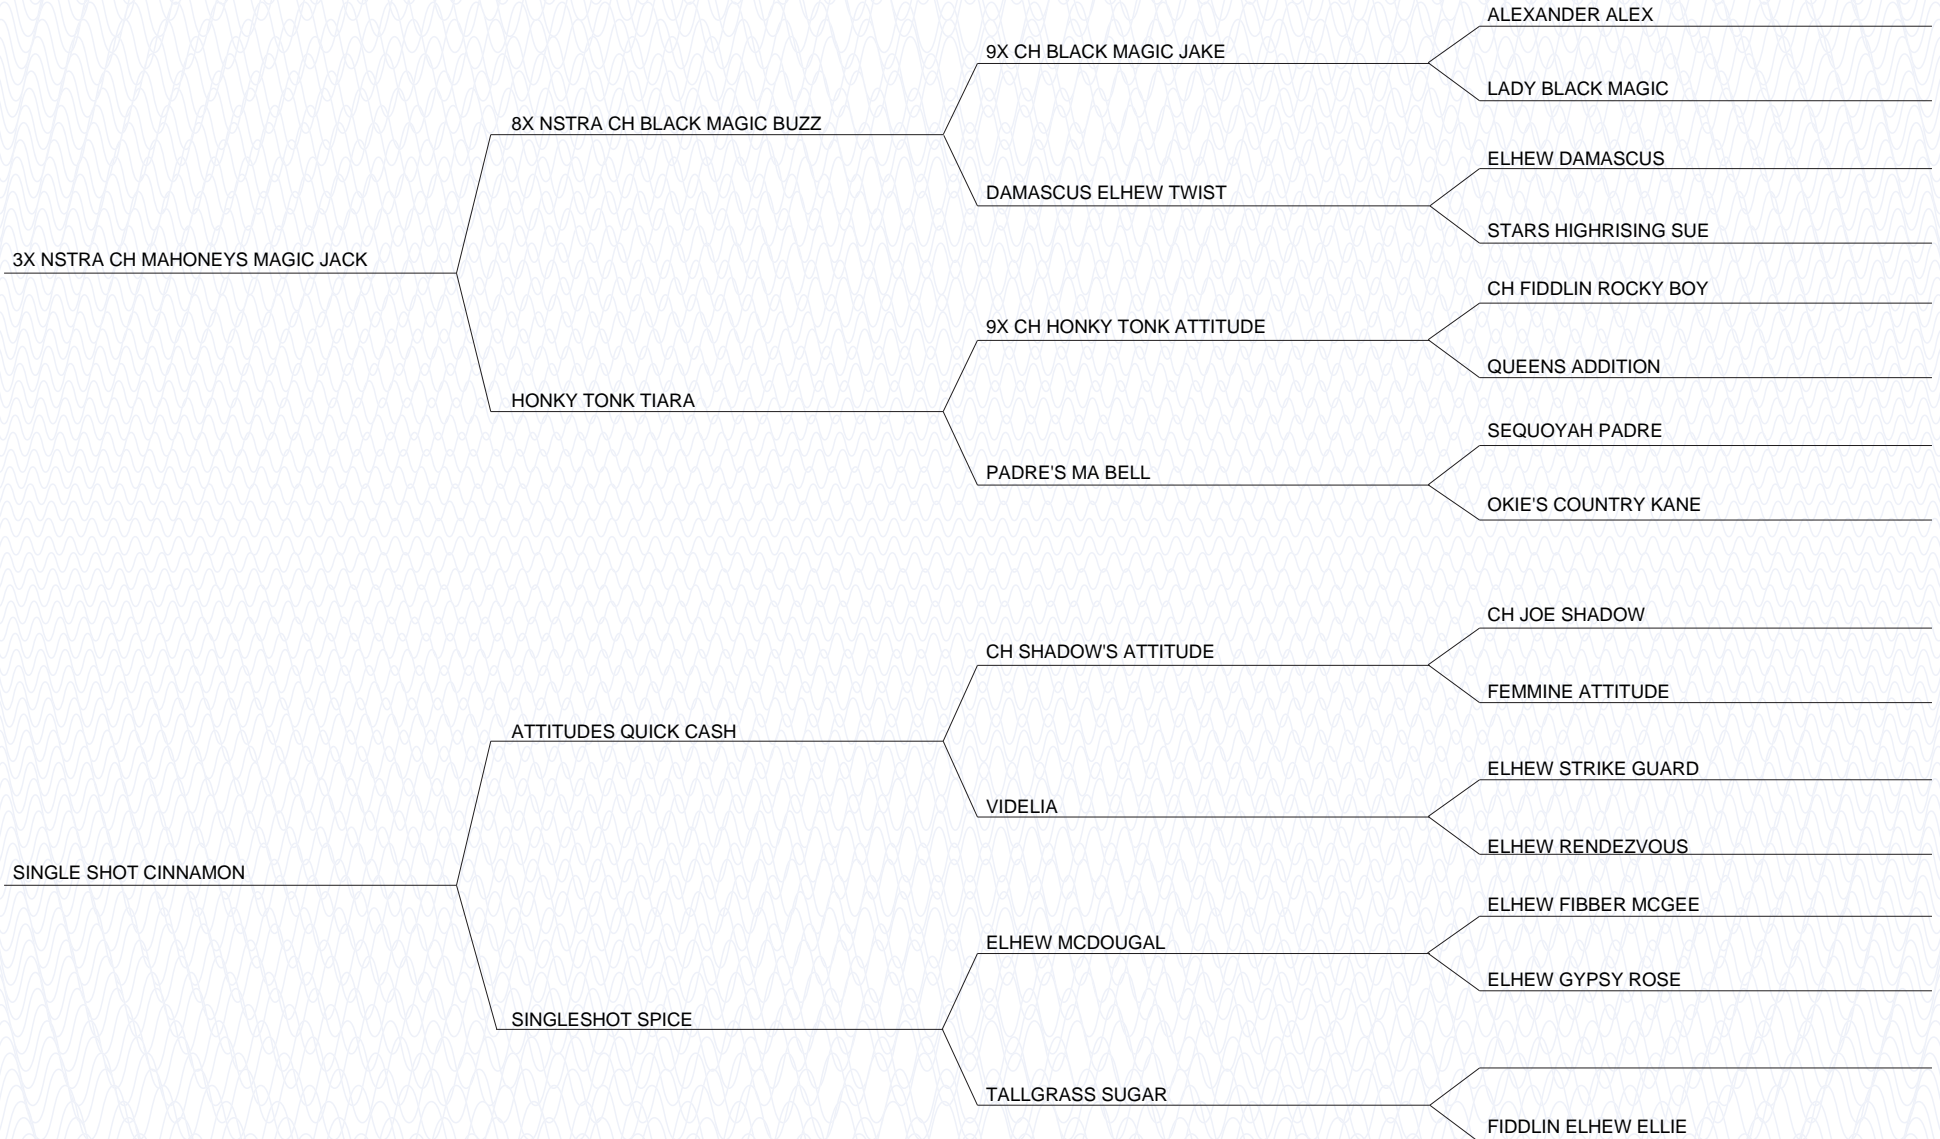 ALEXANDER ALEX
9X CH BLACK MAGIC JAKE
LADY BLACK MAGIC
8X NSTRA CH BLACK MAGIC BUZZ
ELHEW DAMASCUS
DAMASCUS ELHEW TWIST
STARS HIGHRISING SUE
3X NSTRA CH MAHONEYS MAGIC JACK
CH FIDDLIN ROCKY BOY
9X CH HONKY TONK ATTITUDE
QUEENS ADDITION
HONKY TONK TIARA
SEQUOYAH PADRE
PADRE'S MA BELL
OKIE'S COUNTRY KANE
CH JOE SHADOW
CH SHADOW'S ATTITUDE
FEMMINE ATTITUDE
ATTITUDES QUICK CASH
ELHEW STRIKE GUARD
VIDELIA
ELHEW RENDEZVOUS
SINGLE SHOT CINNAMON
ELHEW FIBBER MCGEE
ELHEW MCDOUGAL
ELHEW GYPSY ROSE
SINGLESHOT SPICE
TALLGRASS SUGAR
FIDDLIN ELHEW ELLIE